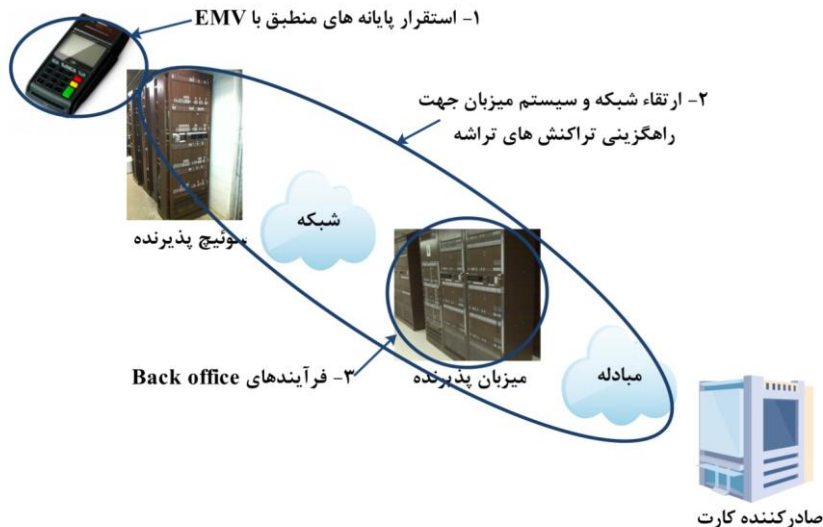 ۱- استقرار پایانه های منطبق با EMV
۲- ارتقاء شبکه و سیستم میزبان جهت
راهگزینی تراکنش های تراشه
شبکه
سوئیچ پذیرنده
۳- فرآیندهای Back office
میزبان پذیرنده
مبادله
صادرکننده کارت